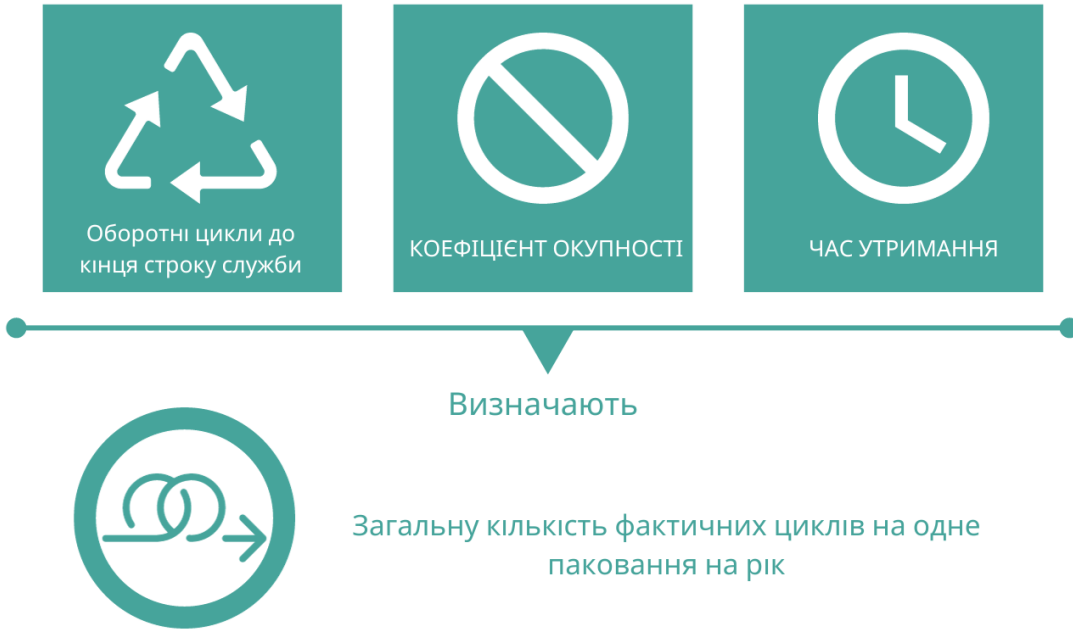 Оборотні цикли до
кінця строку служби
КОЕФІЦІЄНТ ОКУПНОСТІ
ЧАС УТРИМАННЯ
Визначають
Загальну кількість фактичних циклів на одне
паковання на рік